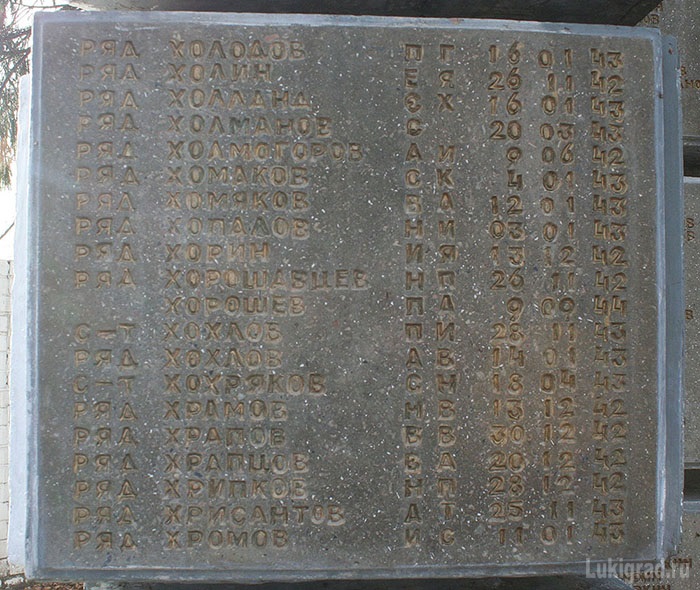 РЯД ХОЛОДОВ П Г 16 01 43
РЯД ХОЛИН Е Я 26 11 42
РЯД ХОЛЛАНД Э Х 16 01 43
РЯД ХОЛМАНОВ С 20 03 43
РЯД ХОЛМОГОРОВ А И 9 06 42
РЯД ХОМАКОВ С К 4 01 43
РЯД ХОМЯКОВ В А 12 01 43
РЯД ХОПАЛОВ Н И 03 01 43
РЯД ХОРИН И Я 13 12 42
РЯД ХОРОШАВЦЕВ Н П 26 11 42
ХОРОШЕВ П А 9 09 44
С-Т ХОХЛОВ П И 28 11 43
РЯД ХОХЛОВ А В 14 01 43
С-Т ХОХРЯКОВ С Н 18 04 43
РЯД ХРАМОВ Н В 13 12 42
РЯД ХРАПОВ В В 30 12 42
РЯД ХРАПЦОВ Е А 20 12 42
РЯД ХРИПКОВ Н П 23 12 42
РЯД ХРИСАНТОВ А Т 25 11 43
РЯД ХРОМОВ И С 11 01 43
Lukigrad.ru